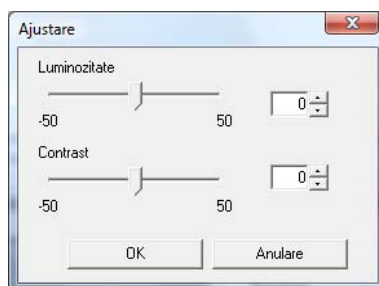 Ajustare
Luminozitate
0
-50 50
Contrast
0
-50 50
OK Anulare